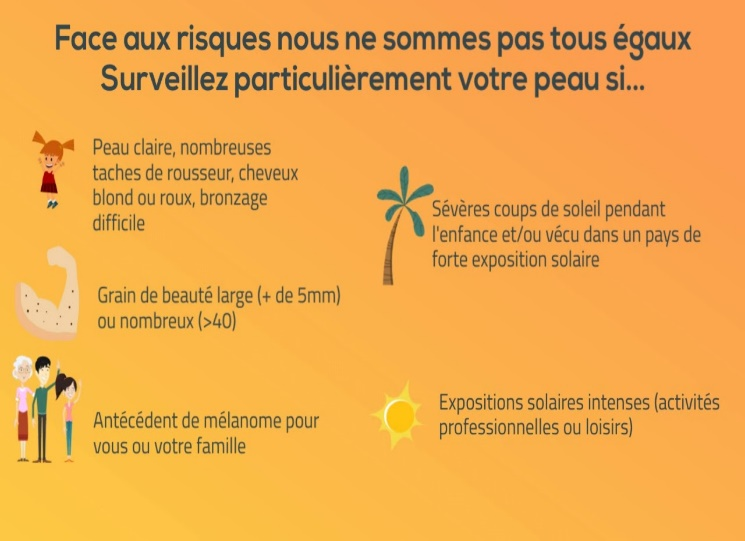 Face aux risques nous ne sommes pas tous égaux
Surveillez particulièrement votre peau si...
Peau claire, nombreuses
taches de rousseur, cheveux
blond ou roux, bronzage
difficile
Grain de beauté large (+ de 5mm)
ou nombreux (>40)
Antécédent de mélanome pour
vous ou votre famille
Sévères coups de soleil pendant
l'enfance et/ou vécu dans un pays de
forte exposition solaire
Expositions solaires intenses (activités
professionnelles ou loisirs)